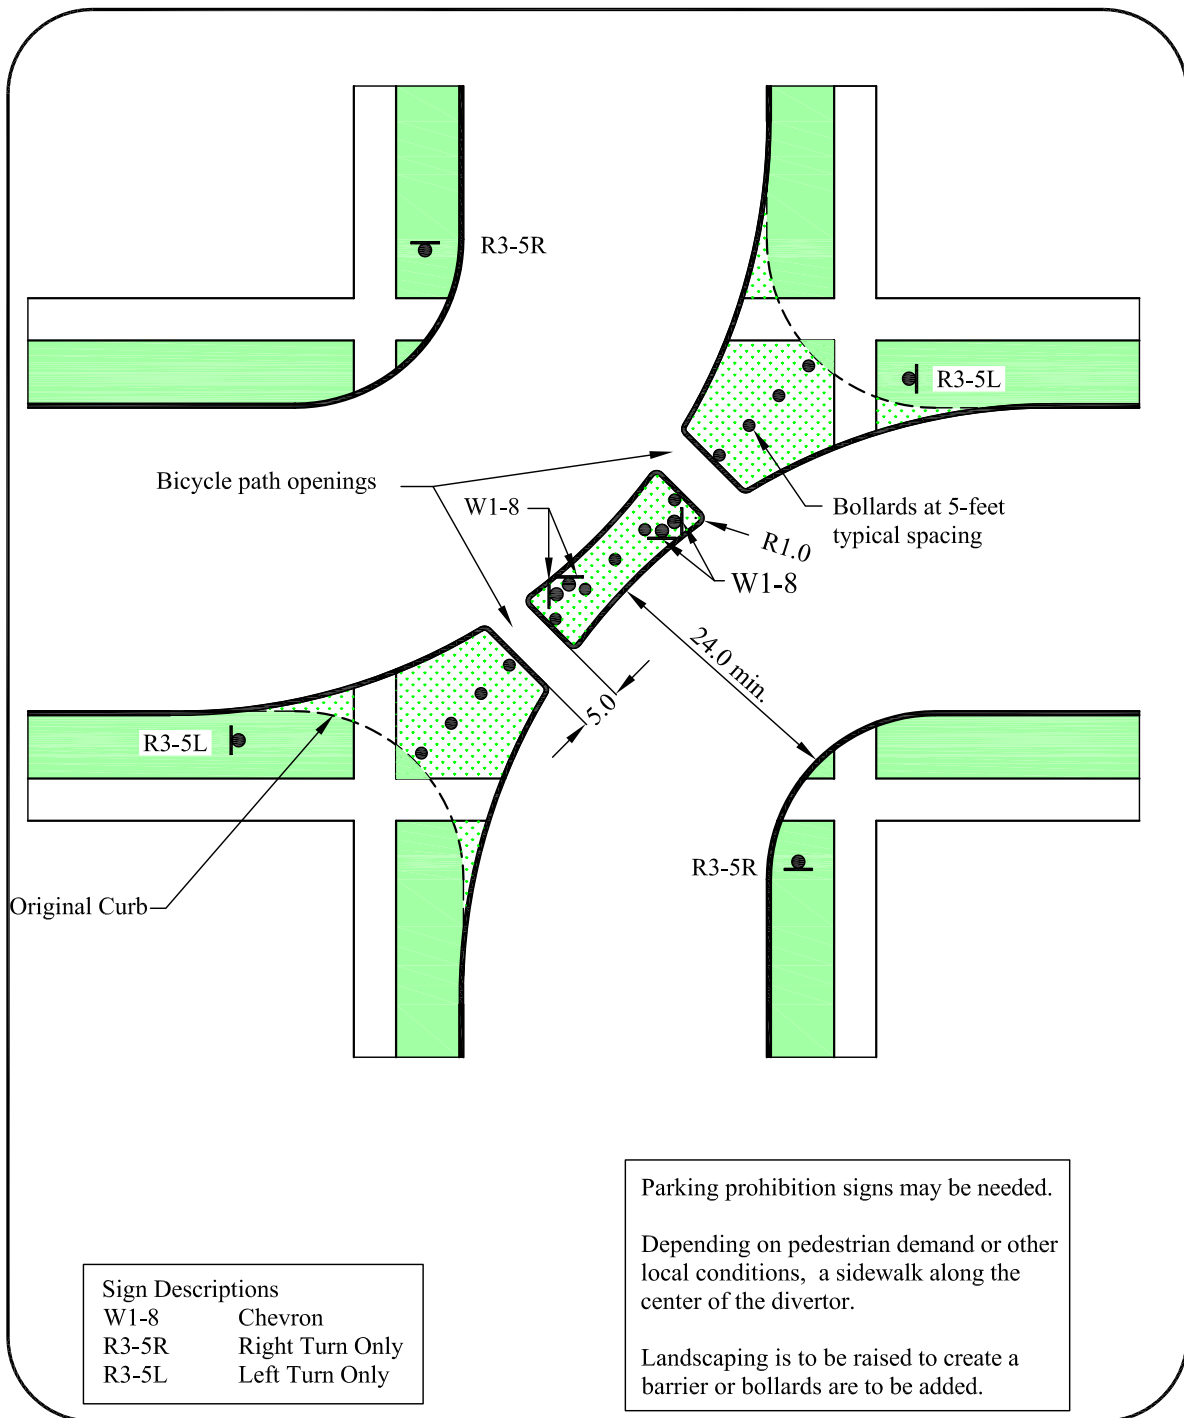 R3-5R
R3-5L
Bicycle path openings
W1-8
Bollards at 5-feet
typical spacing
R1.0
W1-8
24.0 min.
5.0
R3-5L
R3-5R
Original Curb
Parking prohibition signs may be needed.
Depending on pedestrian demand or other
local conditions, a sidewalk along the
center of the divertor.
Landscaping is to be raised to create a
barrier or bollards are to be added.
Sign Descriptions
W1-8 Chevron
R3-5R Right Turn Only
R3-5L Left Turn Only